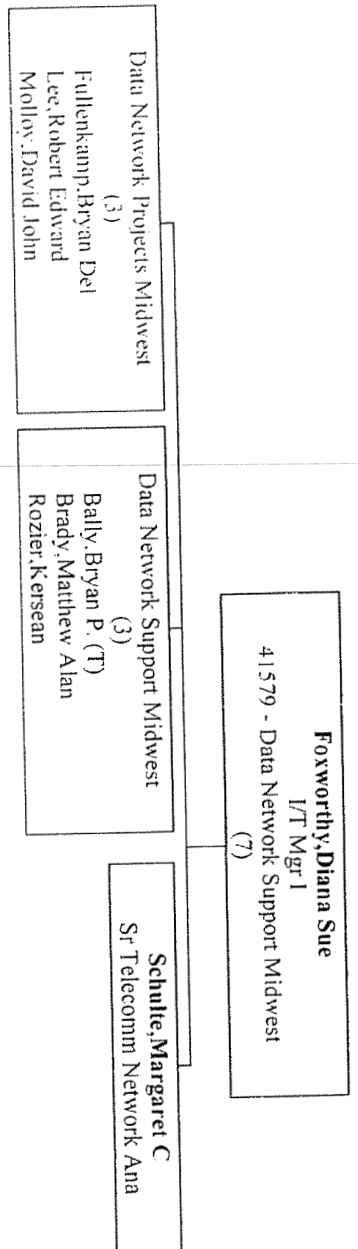 Foxworthy,Diana Sue
I/T Mgr I
41579 - Data Network Support Midwest
(7)
Data Network Projects Midwest
(3)
Fullenkamp,Bryan Del
Lee,Robert Edward
Molloy,David John
Data Network Support Midwest
(3)
Bally,Bryan P. (T)
Brady,Matthew Alan
Rozier,Kersean
Schulte,Margaret C
Sr Telecomm Network Ana